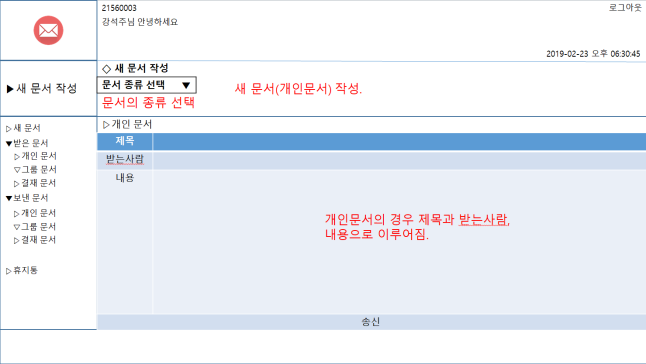 21560003
로그아웃
강석주님 안녕하세요
2019-02-23 오후 06:30:45
▶새 문서 작성
◇ 새 문서 작성
문서 종류 선택 ▼
새 문서(개인문서) 작성.
문서의 종류 선택
▷새 문서
▼받은 문서
▷개인 문서
▽그룹 문서
▷결재 문서
▼보낸 문서
▷개인 문서
▽그룹 문서
▷결재 문서
▷휴지통
▷개인 문서
제목
받는사람
내용
개인문서의 경우 제목과 받는사람,
내용으로 이루어짐.
송신